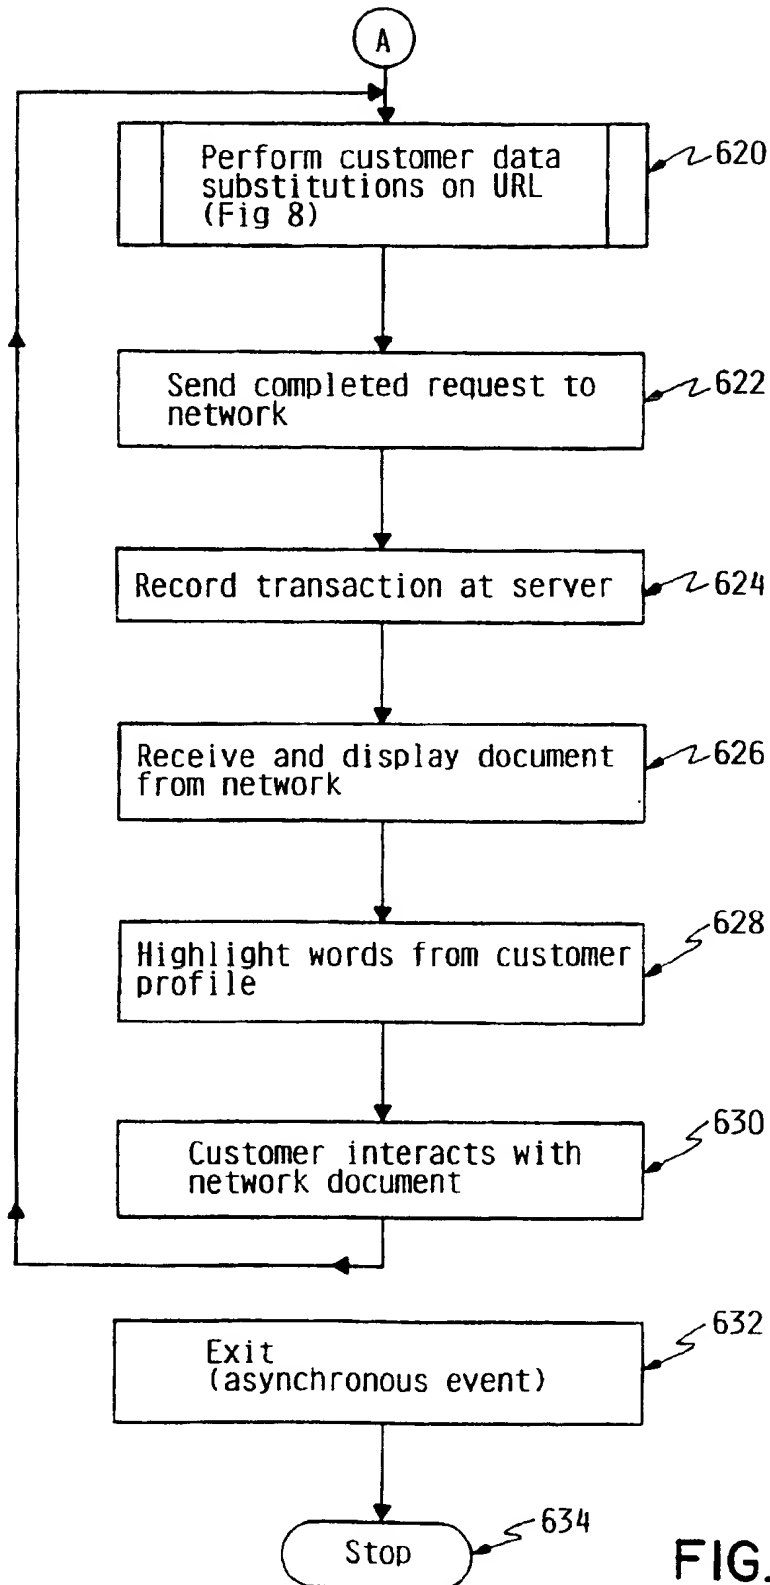 A
Perform customer data
substitutions on URL
(Fig 8)
620
Send completed request to
network
622
Record transaction at server
624
Receive and display document
from network
626
Highlight words from customer
profile
628
Customer interacts with
network document
630
Exit
(asynchronous event)
632
Stop
634
FIG.